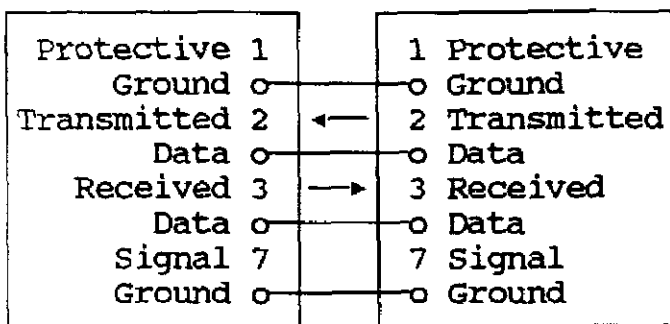 Protective 1 1 Protective
Ground Ground
Transmitted 2 2 Transmitted
Data Data
Received 3 3 Received
Data Data
Signal 7 7 Signal
Ground Ground